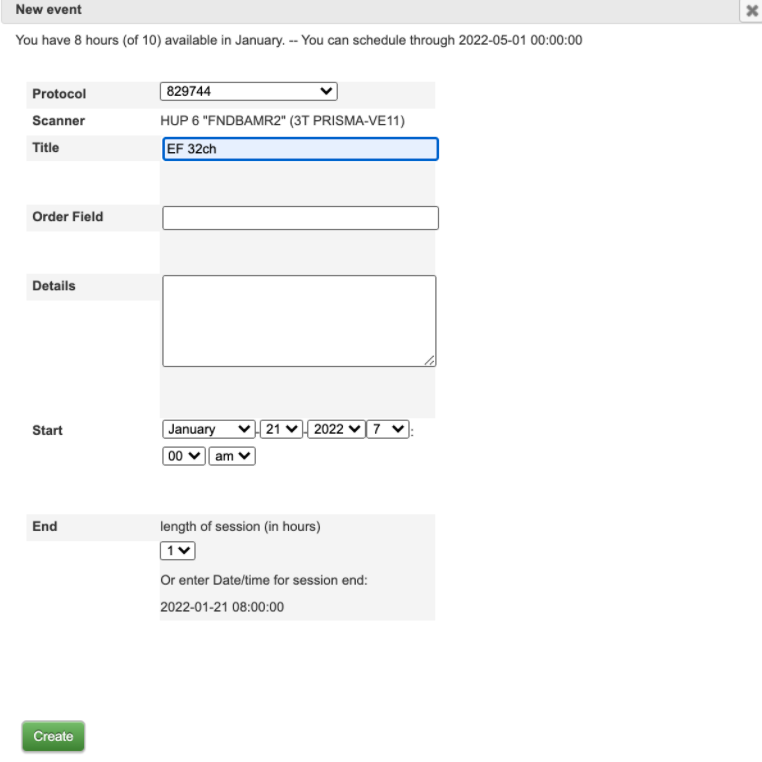 New event
You have 8 hours (of 10) available in January. -- You can schedule through 2022-05-01 00:00:00
Protocol 829744
Scanner HUP 6 "FNDBAMR2" (3T PRISMA-VE11)
Title EF 32ch
Order Field
Details
Start January - 21 - 2022 7 :
00 am
End length of session (in hours)
1
Or enter Date/time for session end:
2022-01-21 08:00:00
Create